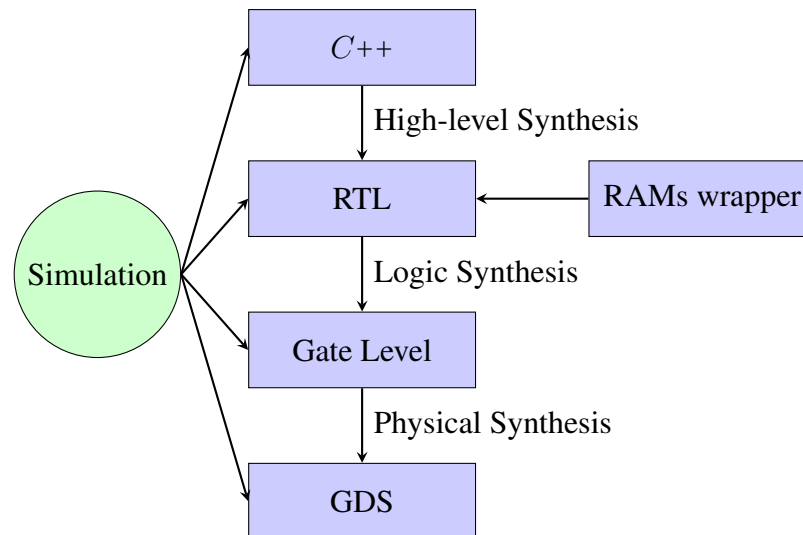 C++
High-level Synthesis
RTL
RAMs wrapper
Simulation
Logic Synthesis
Gate Level
Physical Synthesis
GDS